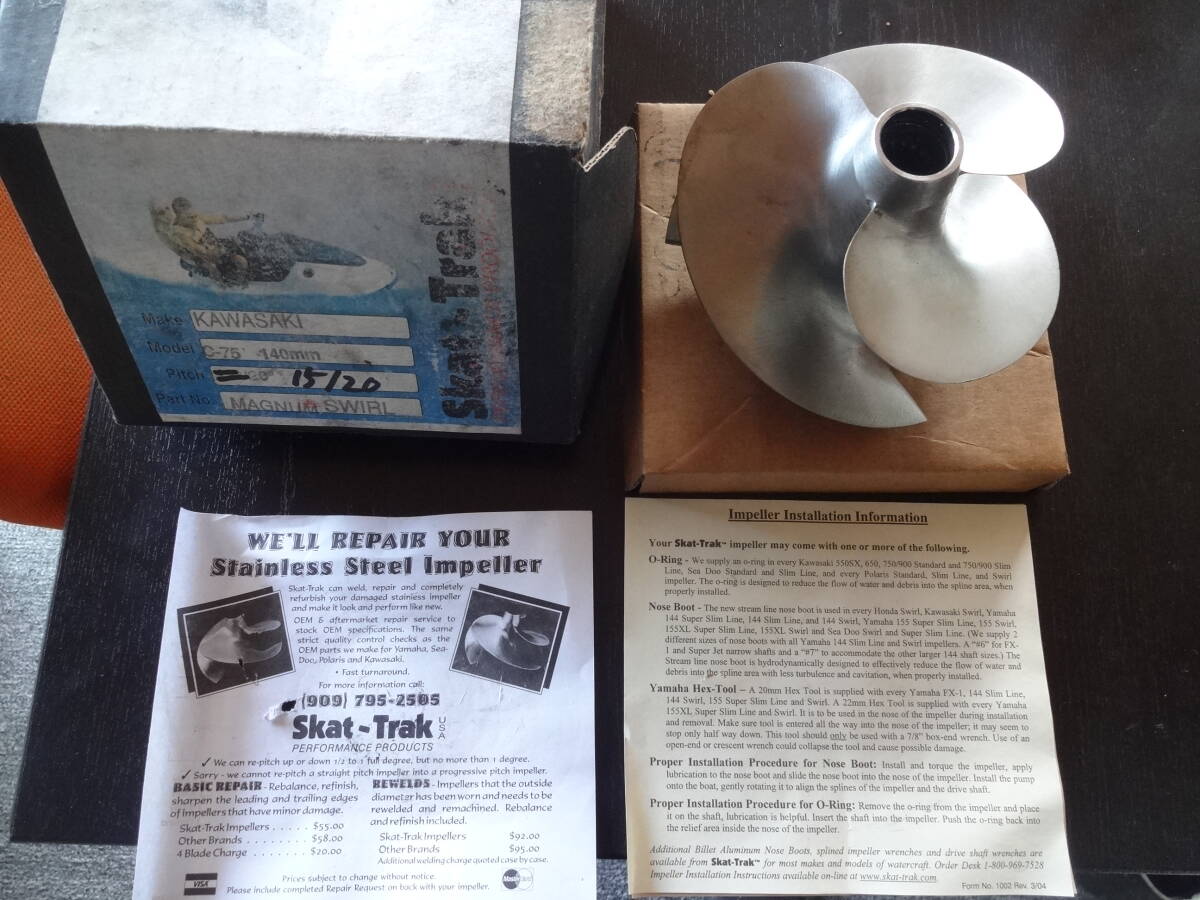 Skat-Trak
Make KAWASAKI
Model C-75 140mm
Pitch 15/20
Part No. MAGNUM SWIRL
WE'LL REPAIR YOUR
Stainless Steel Impeller
Skat-Trak can weld, repair and completely
refurbish your damaged stainless impeller
and make it look and perform like new.
OEM & aftermarket repair service to
stock OEM specifications. The same
strict quality control checks as the
OEM parts we make for Yamaha, Sea-
Doo, Polaris and Kawasaki.
• Fast turnaround.
For more information call:
(909) 795-2505
Skat-Trak USA
PERFORMANCE PRODUCTS
✓ We can re-pitch up or down 1/2 to 1 full degree, but no more than 1 degree.
✓ Sorry - we cannot re-pitch a straight pitch impeller into a progressive pitch impeller.
BASIC REPAIR - Rebalance, refinish,
sharpen the leading and trailing edges
of impellers that have minor damage.
Skat-Trak Impellers . . . . . $55.00
Other Brands . . . . . . . . $58.00
4 Blade Charge . . . . . . . $20.00
REWELDS - Impellers that the outside
diameter has been worn and needs to be
rewelded and remachined. Rebalance
and refinish included.
Skat-Trak Impellers $92.00
Other Brands $95.00
Additional welding charge quoted case by case.
VISA
Prices subject to change without notice.
Please include completed Repair Request on back with your impeller.
MasterCard
Impeller Installation Information
Your Skat-Trak™ impeller may come with one or more of the following.
O-Ring - We supply an o-ring in every Kawasaki 550SX, 650, 750/900 Standard and 750/900 Slim
Line, Sea Doo Standard and Slim Line, and every Polaris Standard, Slim Line, and Swirl
impeller. The o-ring is designed to reduce the flow of water and debris into the spline area, when
properly installed.
Nose Boot - The new stream line nose boot is used in every Honda Swirl, Kawasaki Swirl, Yamaha
144 Super Slim Line, 144 Slim Line, and 144 Swirl, Yamaha 155 Super Slim Line, 155 Swirl,
155XL Super Slim Line, 155XL Swirl and Sea Doo Swirl and Super Slim Line. (We supply 2
different sizes of nose boots with all Yamaha 144 Slim Line and Swirl impellers. A "#6" for FX-
1 and Super Jet narrow shafts and a "#7" to accommodate the other larger 144 shaft sizes.) The
Stream line nose boot is hydrodynamically designed to effectively reduce the flow of water and
debris into the spline area with less turbulence and cavitation, when properly installed.
Yamaha Hex-Tool – A 20mm Hex Tool is supplied with every Yamaha FX-1, 144 Slim Line,
144 Swirl, 155 Super Slim Line and Swirl. A 22mm Hex Tool is supplied with every Yamaha
155XL Super Slim Line and Swirl. It is to be used in the nose of the impeller during installation
and removal. Make sure tool is entered all the way into the impeller; it may seem to
stop only half way down. This tool should only be used with a 7/8" box-end wrench. Use of an
open-end or crescent wrench could collapse the tool and cause possible damage.
Proper Installation Procedure for Nose Boot: Install and torque the impeller, apply
lubrication to the nose boot and slide the nose boot into the nose of the impeller. Install the pump
onto the boat, gently rotating it to align the splines of the impeller and the drive shaft.
Proper Installation Procedure for O-Ring: Remove the o-ring from the impeller and place
it on the shaft, lubrication is helpful. Insert the shaft into the impeller. Push the o-ring back into
the relief area inside the nose of the impeller.
Additional Billet Aluminum Nose Boots, splined impeller wrenches and drive shaft wrenches are
available from Skat-Trak™ for most makes and models of watercraft. Order Desk 1-800-969-7528
Impeller Installation Instructions available on-line at www.skat-trak.com.
Form No. 1002 Rev. 3/04